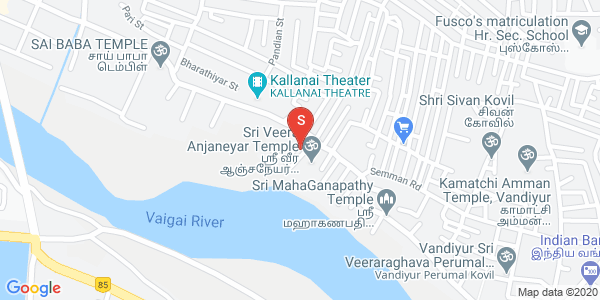 Pari St
Pandian St
Fusco's matriculation
Hr. Sec. School
புஸ்கோஸ்...
SAI BABA TEMPLE
சாய் பாபா
டெம்பிள்
Bharathiyar St
Kallanai Theater
KALLANAI THEATRE
Shri Sivan Kovil
சிவன்
கோவில்
S
Sri Veera
Anjaneyar Temple
ஸ்ரீ வீர
ஆஞ்சநேயர்...
Semman Rd
Sri MahaGanapathy
Temple
ஸ்ரீ
மஹாகணபதி...
Kamatchi Amman
Temple, Vandiyur
காமாட்சி
அம்மன்...
Vaigai River
Vandiyur Sri
Veeraraghava Perumal...
Vandiyur Perumal Kovil
Indian Ban
இந்திய வங்
85
Google
Map data ©2020